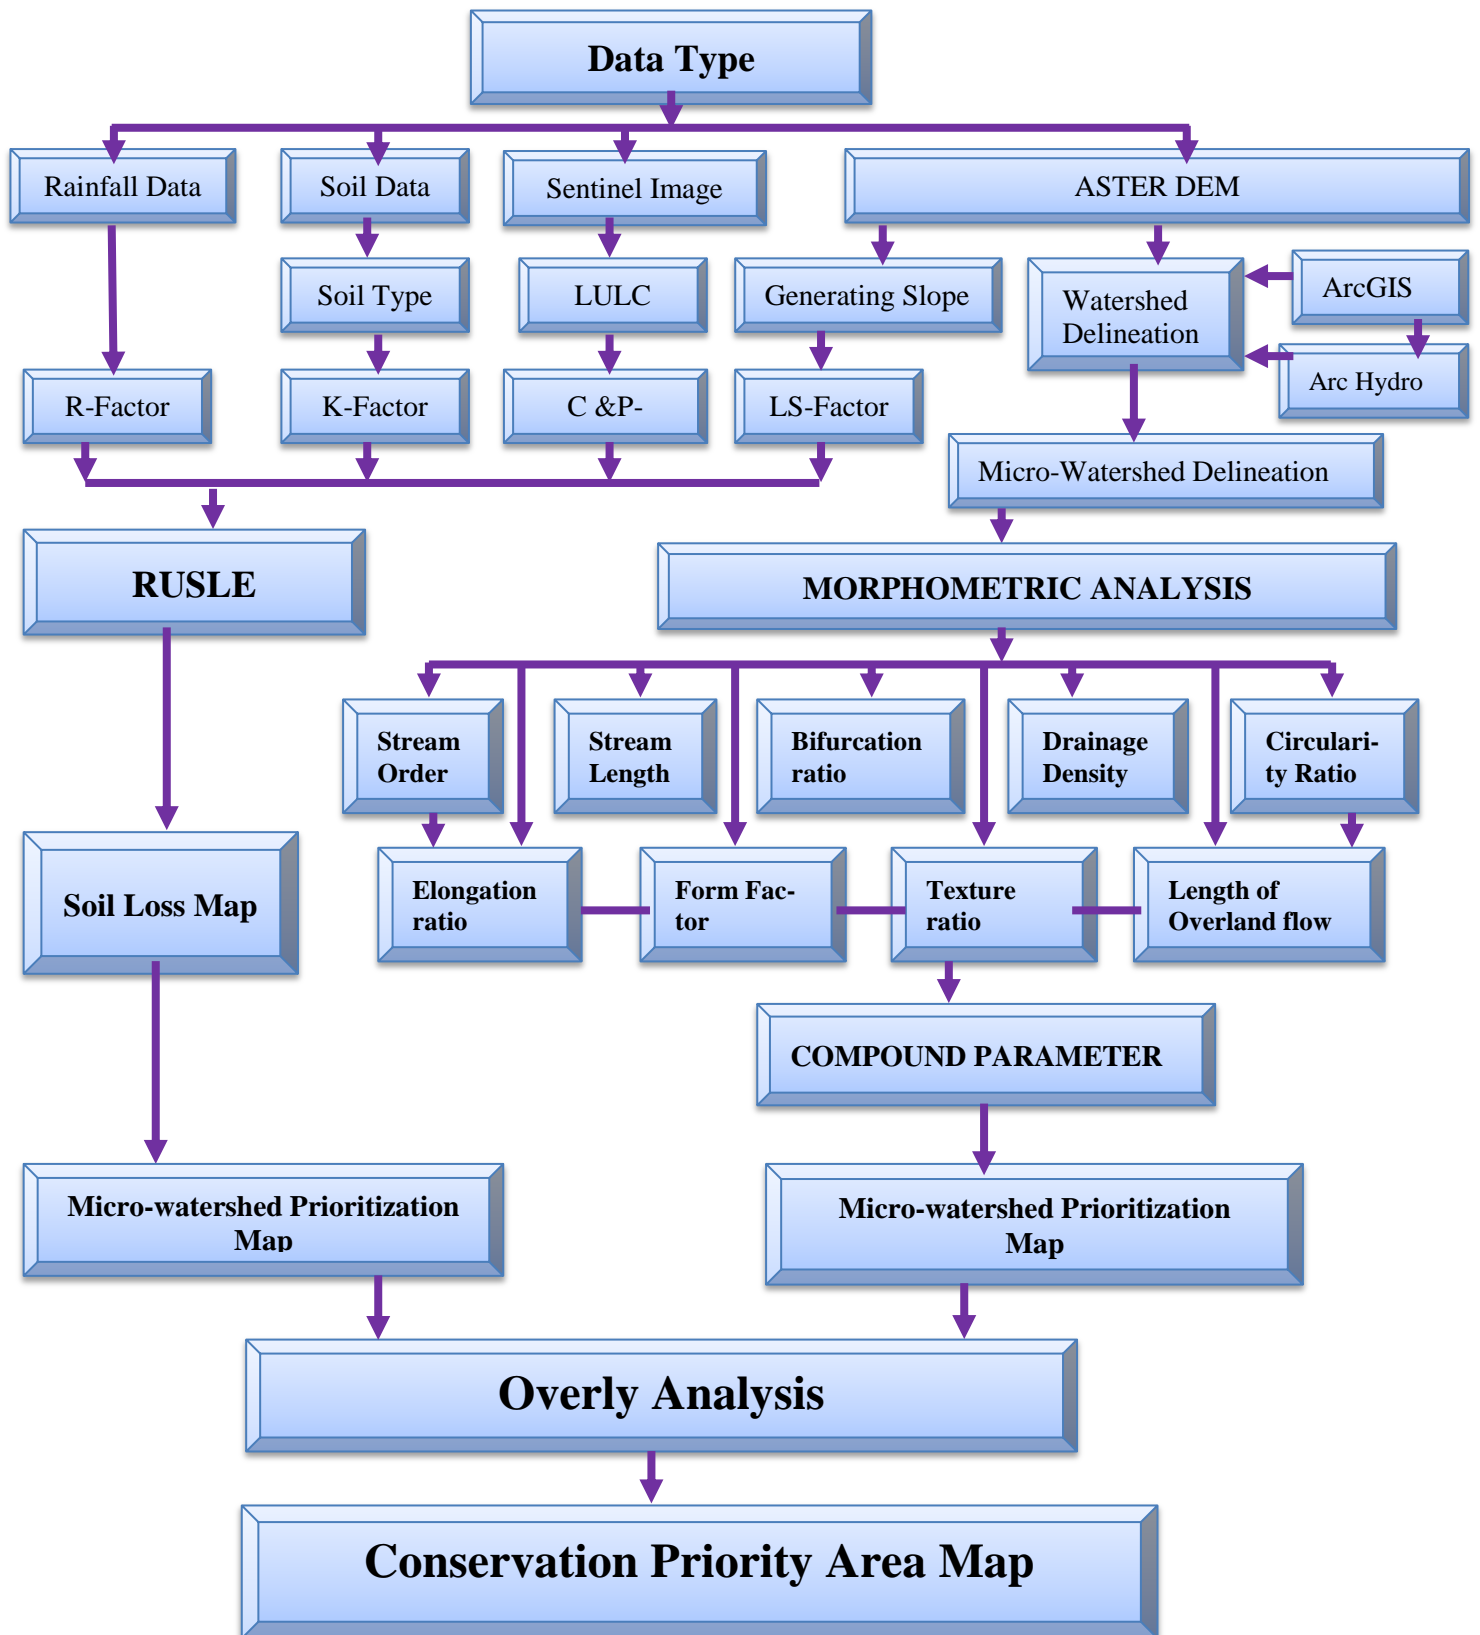 Data Type
Rainfall Data
Soil Data
Sentinel Image
ASTER DEM
Soil Type
LULC
Generating Slope
Watershed
Delineation
ArcGIS
Arc Hydro
R-Factor
K-Factor
C &P-
LS-Factor
Micro-Watershed Delineation
RUSLE
MORPHOMETRIC ANALYSIS
Stream
Order
Stream
Length
Bifurcation
ratio
Drainage
Density
Circulari-
ty Ratio
Elongation
ratio
Form Fac-
tor
Texture
ratio
Length of
Overland flow
Soil Loss Map
COMPOUND PARAMETER
Micro-watershed Prioritization
Map
Micro-watershed Prioritization
Map
Overly Analysis
Conservation Priority Area Map